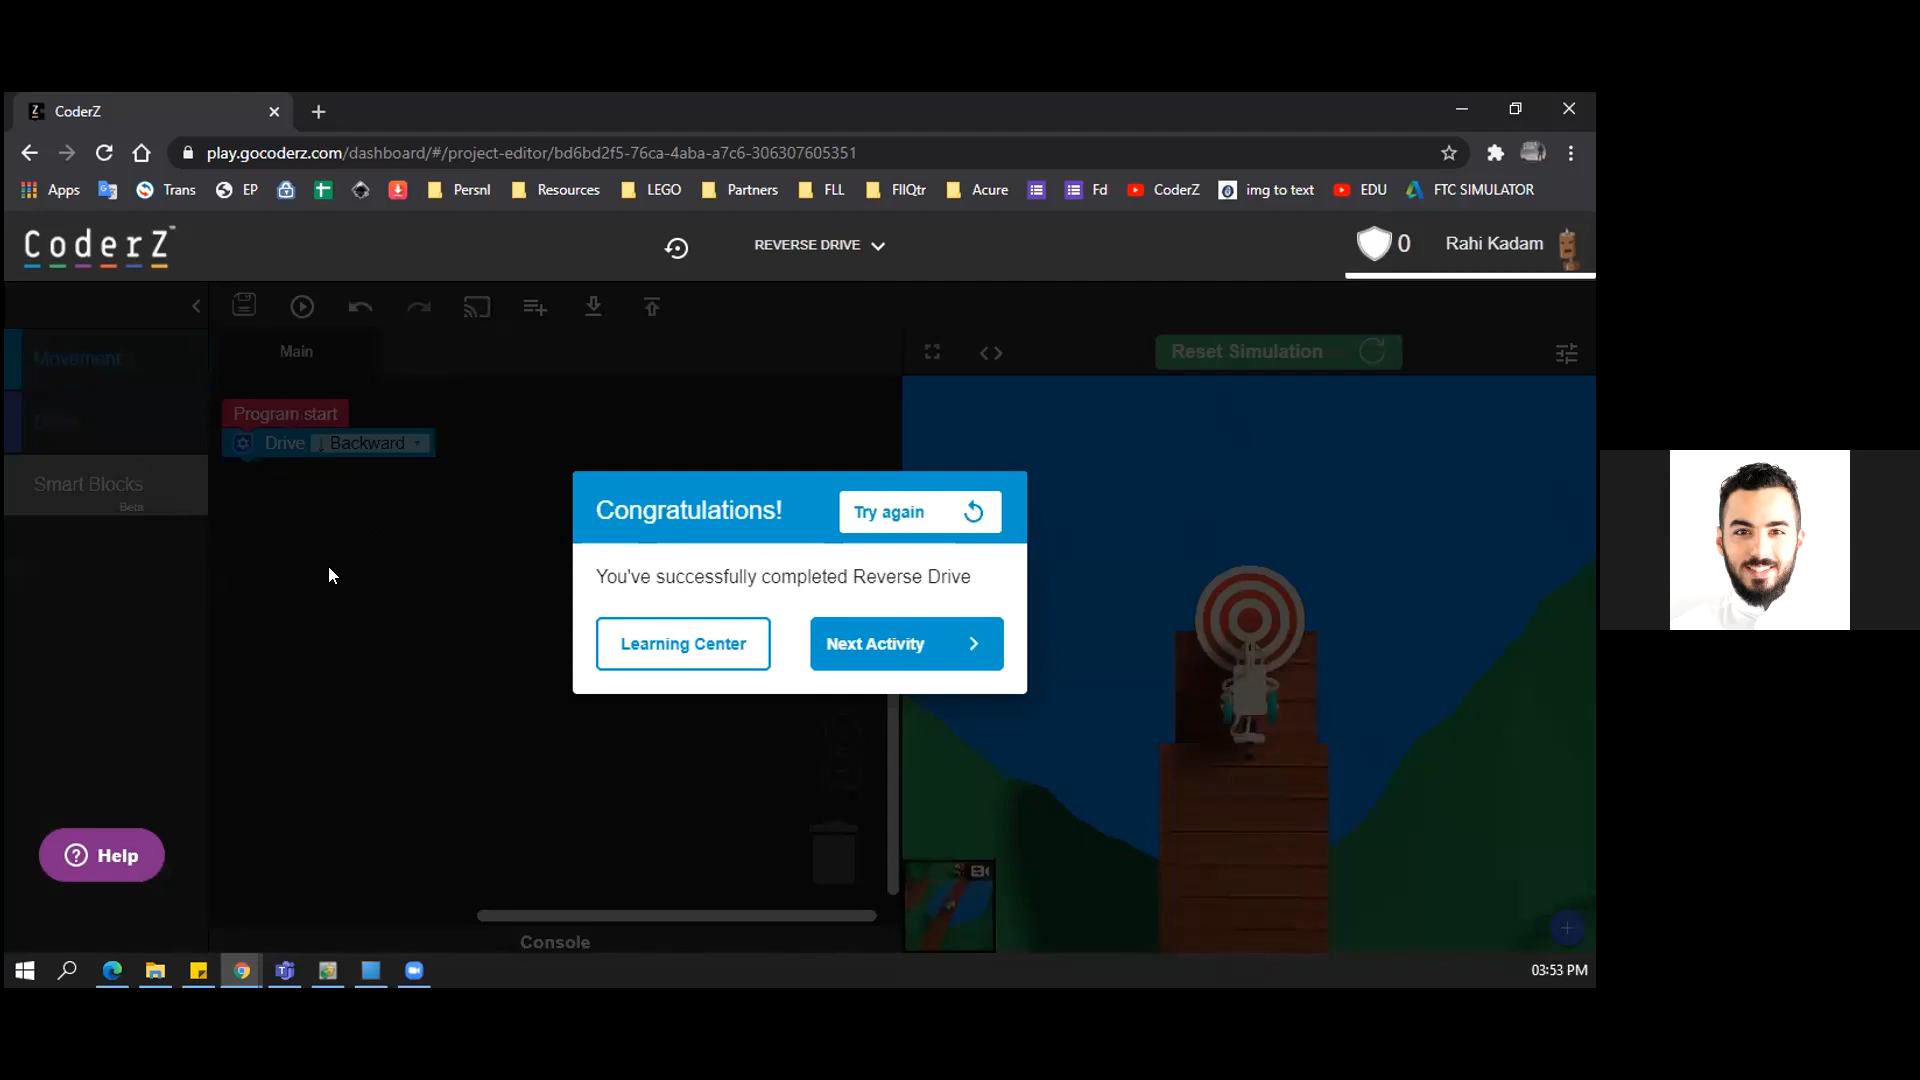 CoderZ
play.gocoderz.com/dashboard/#/project-editor/bd6bd2f5-76ca-4aba-a7c6-306307605351
Apps Trans EP Persnl Resources LEGO Partners FLL FllQtr Acure Fd CoderZ img to text EDU FTC SIMULATOR
CoderZ™ REVERSE DRIVE 0 Rahi Kadam
Reset Simulation
Movement Main
Program start
Drive Backward
Smart Blocks
Beta
Congratulations! Try again
You've successfully completed Reverse Drive
Learning Center Next Activity
Help
Console
03:53 PM